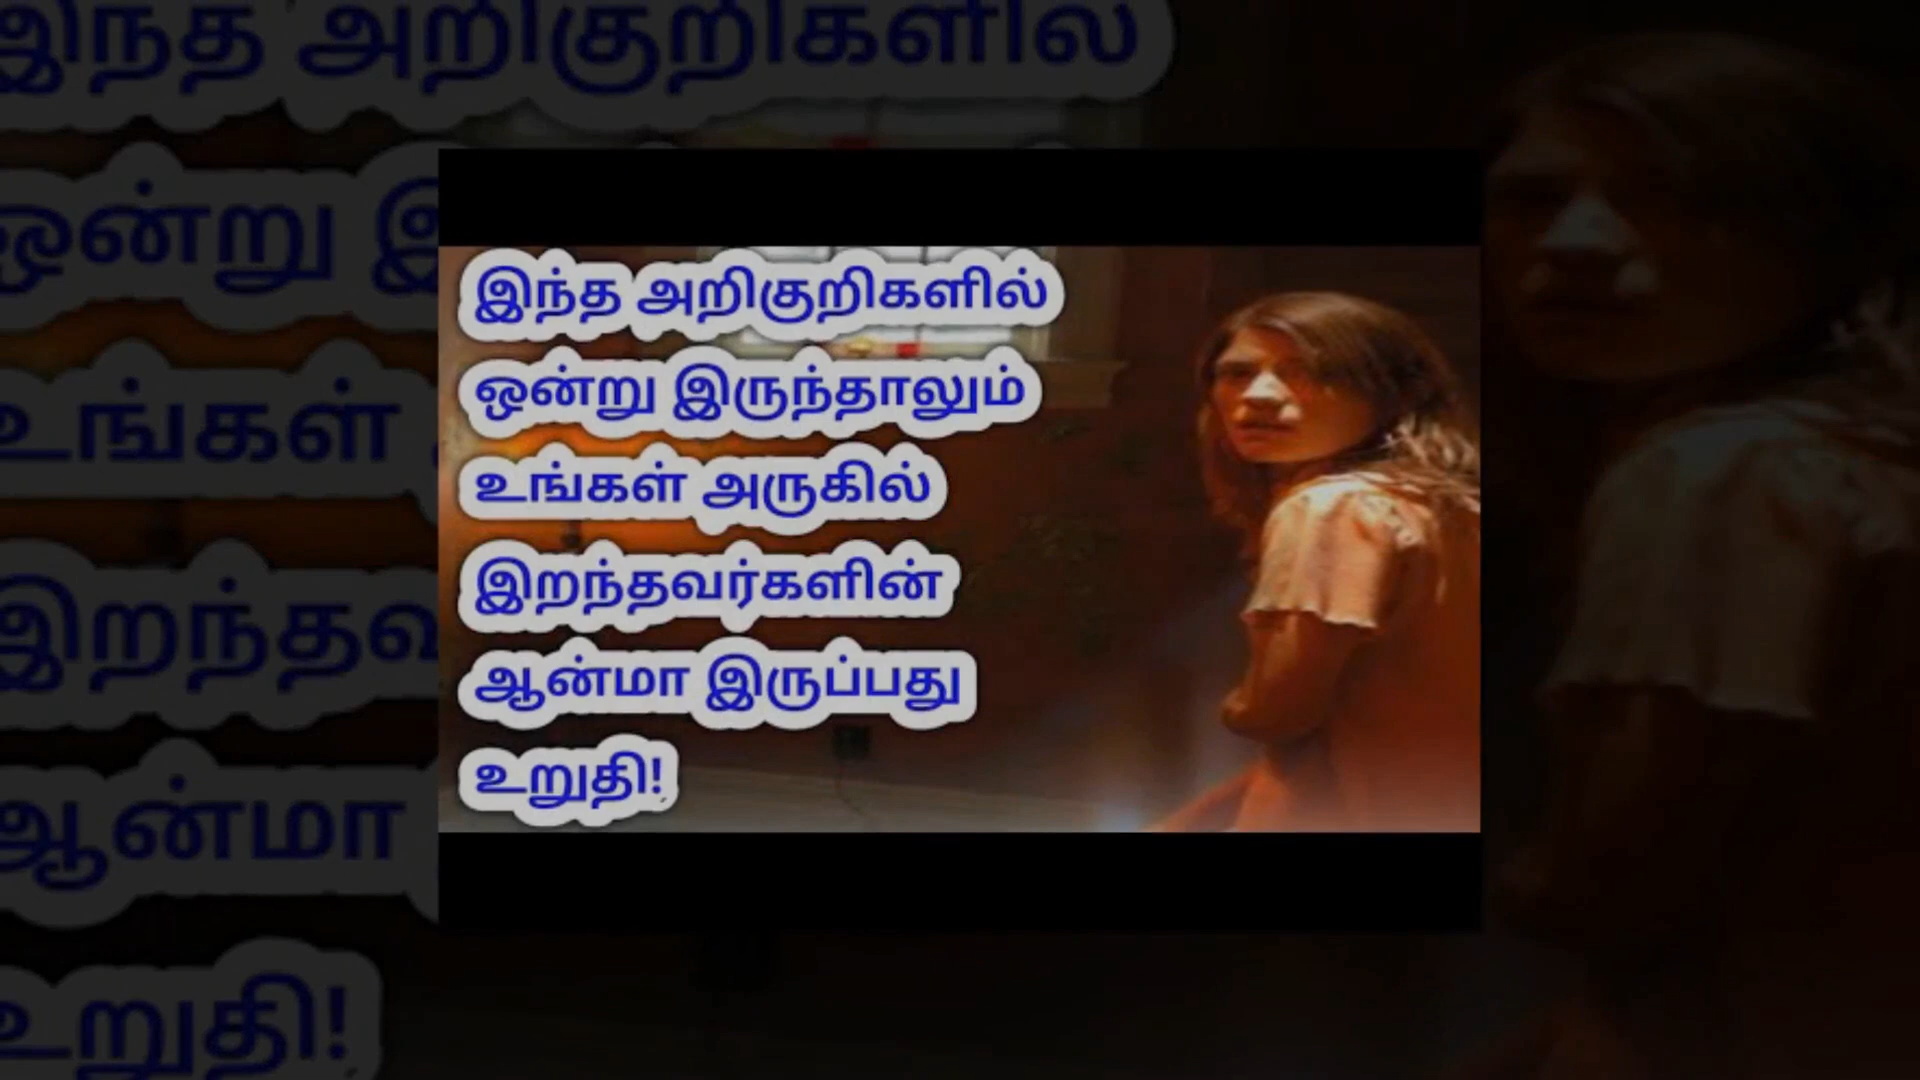 இந்த அறிகுறிகளில்
ஒன்று இருந்தாலும்
உங்கள் அருகில்
இறந்தவர்களின்
ஆன்மா இருப்பது
உறுதி!